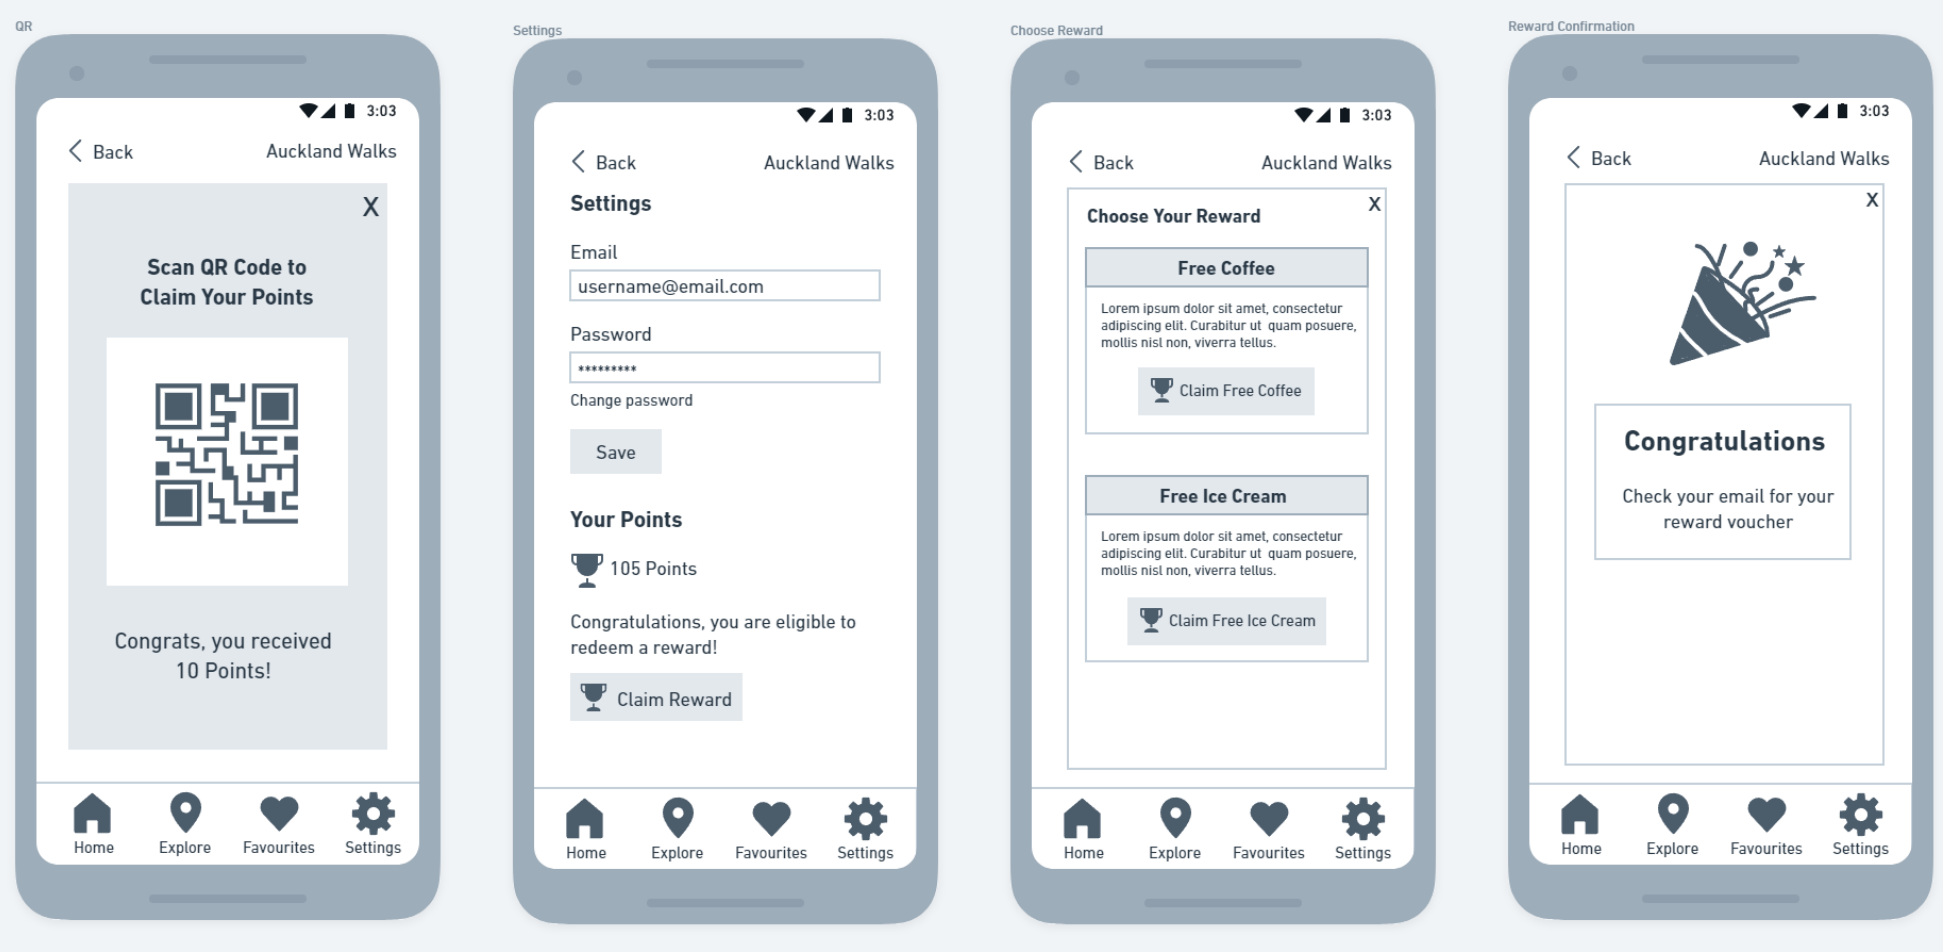 QR
3:03
Back
Auckland Walks
X
Scan QR Code to
Claim Your Points
Congrats, you received
10 Points!
Home
Explore
Favourites
Settings
Settings
3:03
Back
Auckland Walks
Settings
Email
username@email.com
Password
*********
Change password
Save
Your Points
105 Points
Congratulations, you are eligible to
redeem a reward!
Claim Reward
Home
Explore
Favourites
Settings
Choose Reward
3:03
Back
Auckland Walks
X
Choose Your Reward
Free Coffee
Lorem ipsum dolor sit amet, consectetur
adipiscing elit. Curabitur ut quam posuere,
mollis nisl non, viverra tellus.
Claim Free Coffee
Free Ice Cream
Lorem ipsum dolor sit amet, consectetur
adipiscing elit. Curabitur ut quam posuere,
mollis nisl non, viverra tellus.
Claim Free Ice Cream
Home
Explore
Favourites
Settings
Reward Confirmation
3:03
Back
Auckland Walks
X
Congratulations
Check your email for your
reward voucher
Home
Explore
Favourites
Settings